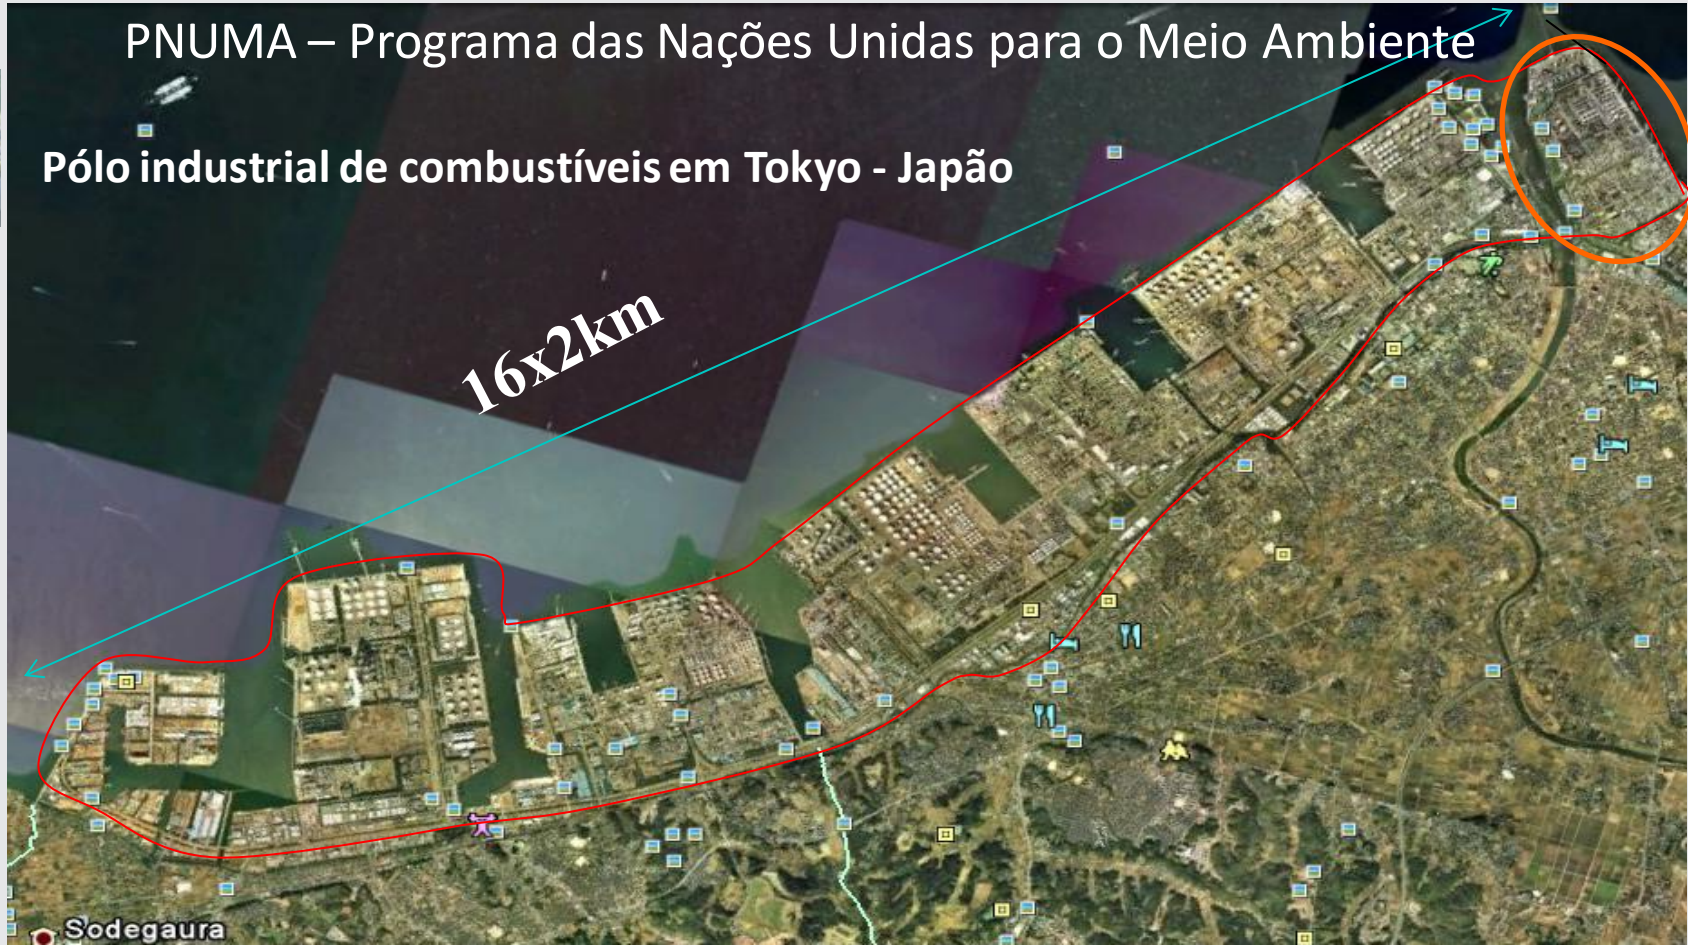 PNUMA – Programa das Nações Unidas para o Meio Ambiente
Pólo industrial de combustíveis em Tokyo - Japão
16x2km
Sodegaura